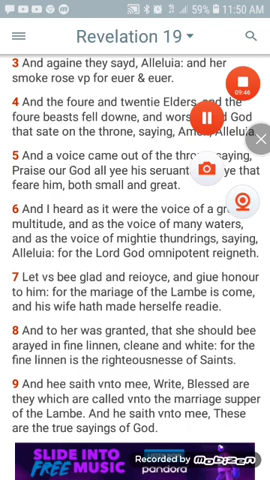 59% 11:50 AM
Revelation 19
3 And againe they sayd, Alleluia: and her
smoke rose vp for euer & euer.
09:46
4 And the foure and twentie Elders, and the
foure beasts fell downe, and wors God
that sate on the throne, saying, Amen, Alleluia.
5 And a voice came out of the throne, saying,
Praise our God all yee his seruants ye that
feare him, both small and great.
6 And I heard as it were the voice of a great
multitude, and as the voice of many waters,
and as the voice of mightie thundrings, saying,
Alleluia: for the Lord God omnipotent reigneth.
7 Let vs bee glad and reioyce, and giue honour
to him: for the mariage of the Lambe is come,
and his wife hath made herselfe readie.
8 And to her was granted, that she should bee
arayed in fine linnen, cleane and white: for the
fine linnen is the righteousnesse of Saints.
9 And hee saith vnto mee, Write, Blessed are
they which are called vnto the marriage supper
of the Lambe. And he saith vnto mee, These
are the true sayings of God.
SLIDE INTO
FREE MUSIC
Recorded by Mobizen
pandora